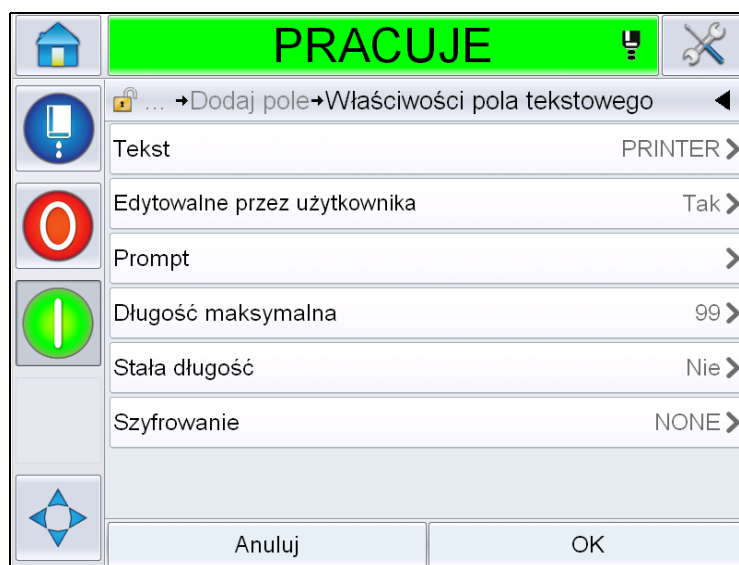 PRACUJE
... →Dodaj pole→Właściwości pola tekstowego
Tekst PRINTER
Edytowalne przez użytkownika Tak
Prompt
Długość maksymalna 99
Stała długość Nie
Szyfrowanie NONE
Anuluj OK